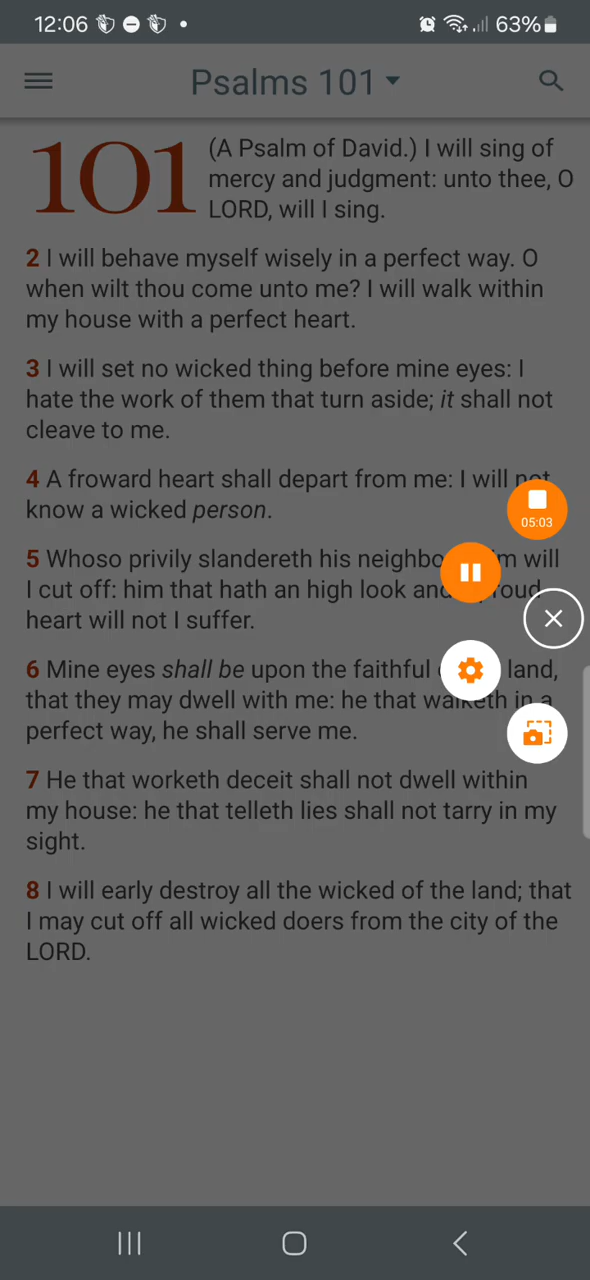 12:06 63%
Psalms 101
101 (A Psalm of David.) I will sing of
mercy and judgment: unto thee, O
LORD, will I sing.
2 I will behave myself wisely in a perfect way. O
when wilt thou come unto me? I will walk within
my house with a perfect heart.
3 I will set no wicked thing before mine eyes: I
hate the work of them that turn aside; it shall not
cleave to me.
4 A froward heart shall depart from me: I will not
know a wicked person.
05:03
5 Whoso privily slandereth his neighbo m will
I cut off: him that hath an high look and roud
heart will not I suffer.
6 Mine eyes shall be upon the faithful land,
that they may dwell with me: he that walketh in a
perfect way, he shall serve me.
7 He that worketh deceit shall not dwell within
my house: he that telleth lies shall not tarry in my
sight.
8 I will early destroy all the wicked of the land; that
I may cut off all wicked doers from the city of the
LORD.